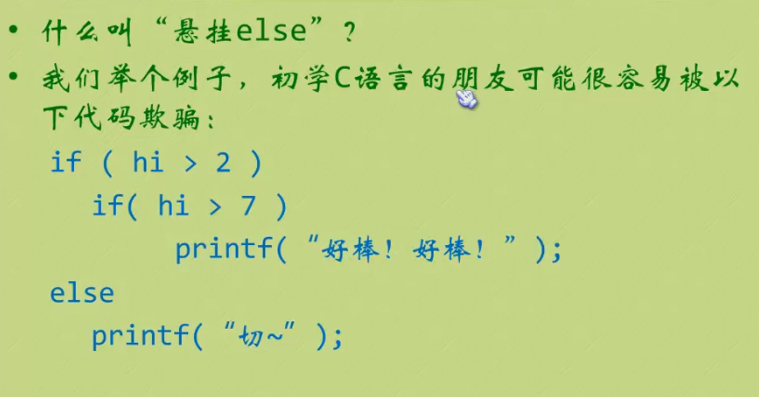 • 什么叫“悬挂else”?
• 我们举个例子，初学C语言的朋友可能很容易被以
下代码欺骗：
if ( hi > 2 )
if( hi > 7 )
printf(“好棒！好棒！”);
else
printf(“切~”);